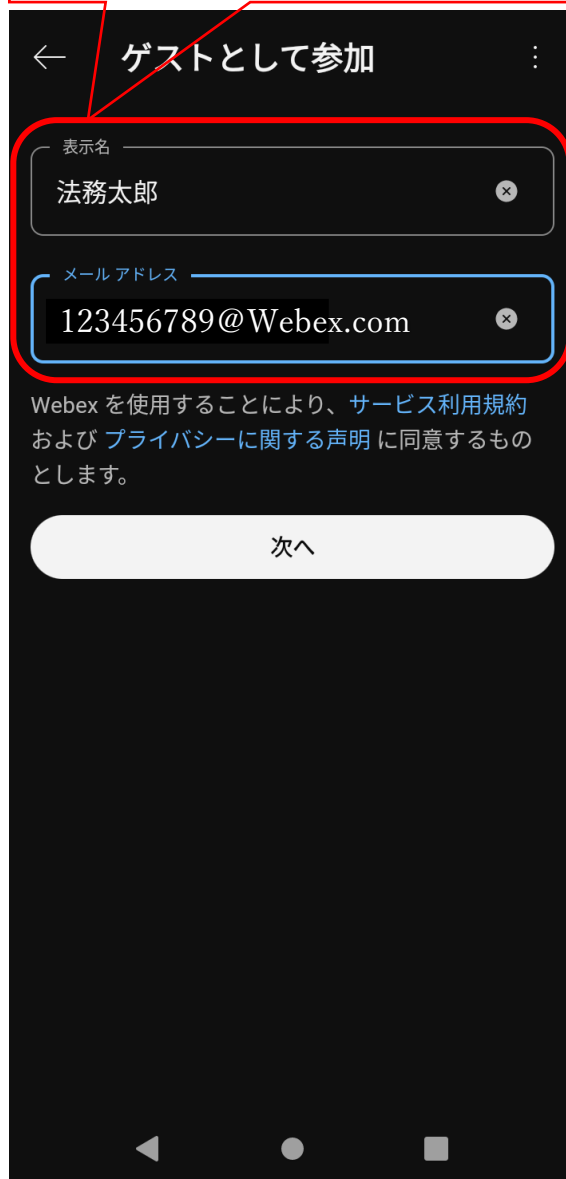 ゲストとして参加
表示名
法務太郎
メール アドレス
123456789@Webex.com
Webex を使用することにより、サービス利用規約
および プライバシーに関する声明 に同意するもの
とします。
次へ